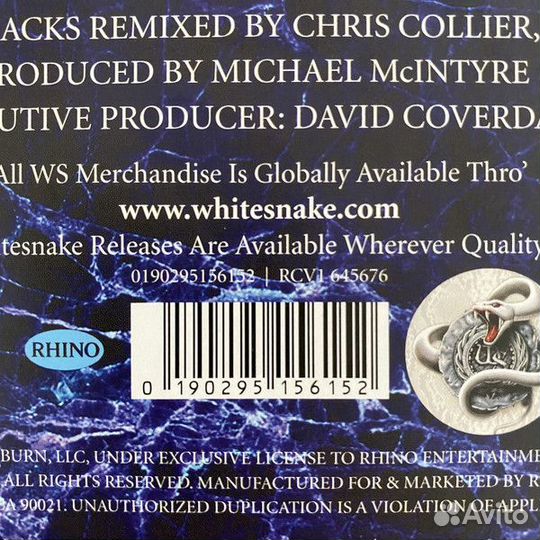 ACKS REMIXED BY CHRIS COLLIER,
RODUCED BY MICHAEL McINTYRE
UTIVE PRODUCER: DAVID COVERDA
All WS Merchandise Is Globally Available Thro'
www.whitesnake.com
itesnake Releases Are Available Wherever Quality
0190295156152 | RCV1 645676
RHINO
0 190295 156152
BURN, LLC, UNDER EXCLUSIVE LICENSE TO RHINO ENTERTAINME
ALL RIGHTS RESERVED. MANUFACTURED FOR & MARKETED BY R
A 90021. UNAUTHORIZED DUPLICATION IS A VIOLATION OF APPL
Avito